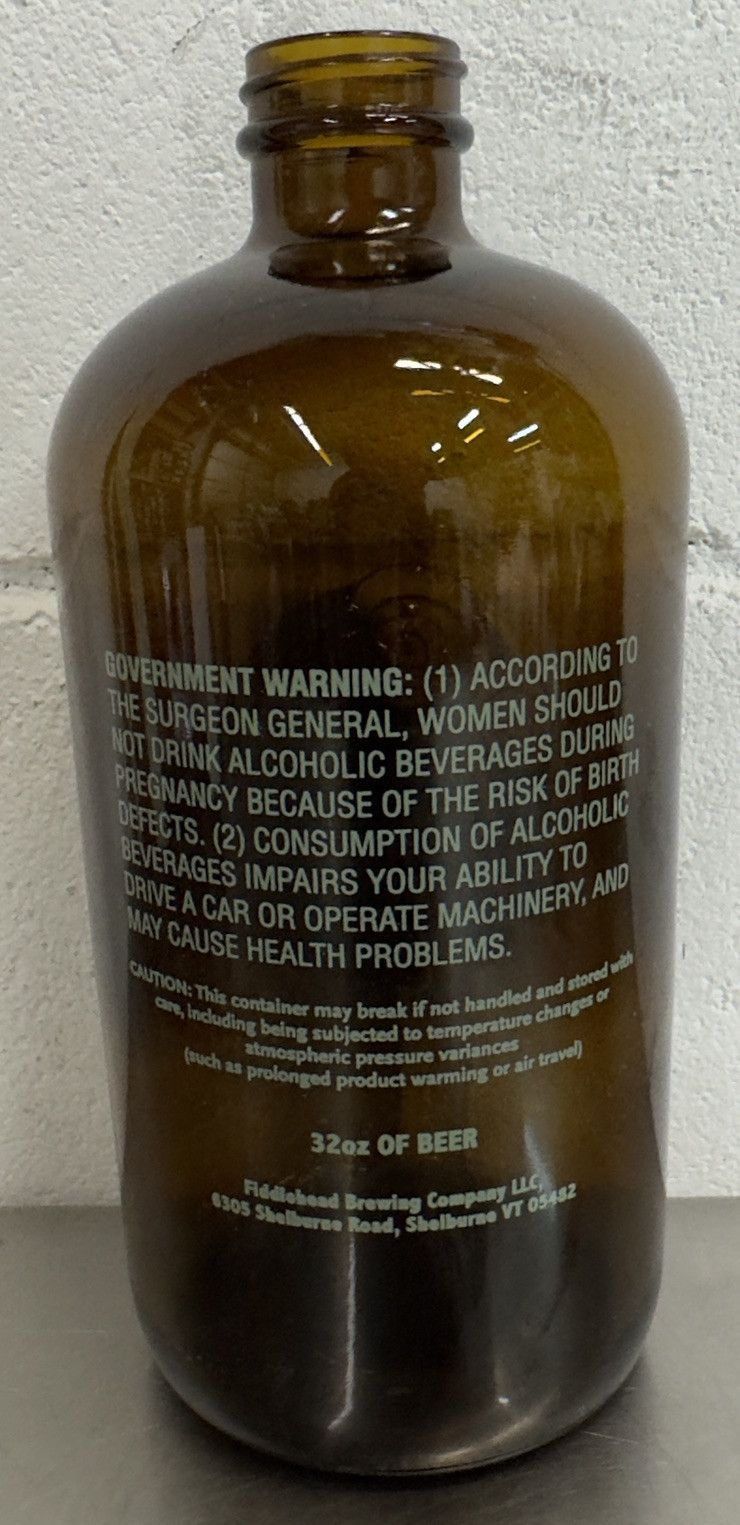 GOVERNMENT WARNING: (1) ACCORDING TO
THE SURGEON GENERAL, WOMEN SHOULD
NOT DRINK ALCOHOLIC BEVERAGES DURING
PREGNANCY BECAUSE OF THE RISK OF BIRTH
DEFECTS. (2) CONSUMPTION OF ALCOHOLIC
BEVERAGES IMPAIRS YOUR ABILITY TO
DRIVE A CAR OR OPERATE MACHINERY, AND
MAY CAUSE HEALTH PROBLEMS.
CAUTION: This container may break if not handled and stored with
care, including being subjected to temperature changes or
atmospheric pressure variances
(such as prolonged product warming or air travel)
32oz OF BEER
Fiddlehead Brewing Company LLC,
6305 Shelburne Road, Shelburne VT 05482